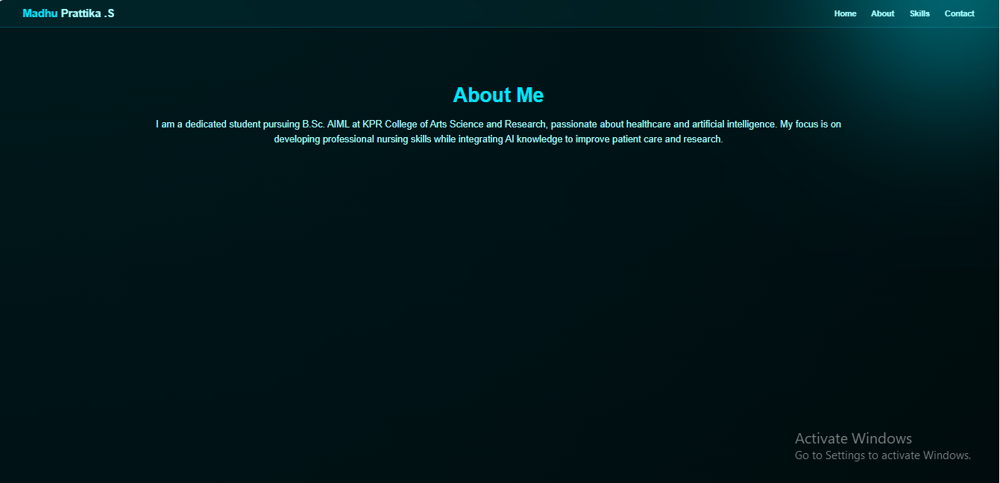 Madhu Prattika .S
Home About Skills Contact
About Me
I am a dedicated student pursuing B.Sc. AIML at KPR College of Arts Science and Research, passionate about healthcare and artificial intelligence. My focus is on
developing professional nursing skills while integrating AI knowledge to improve patient care and research.
Activate Windows
Go to Settings to activate Windows.